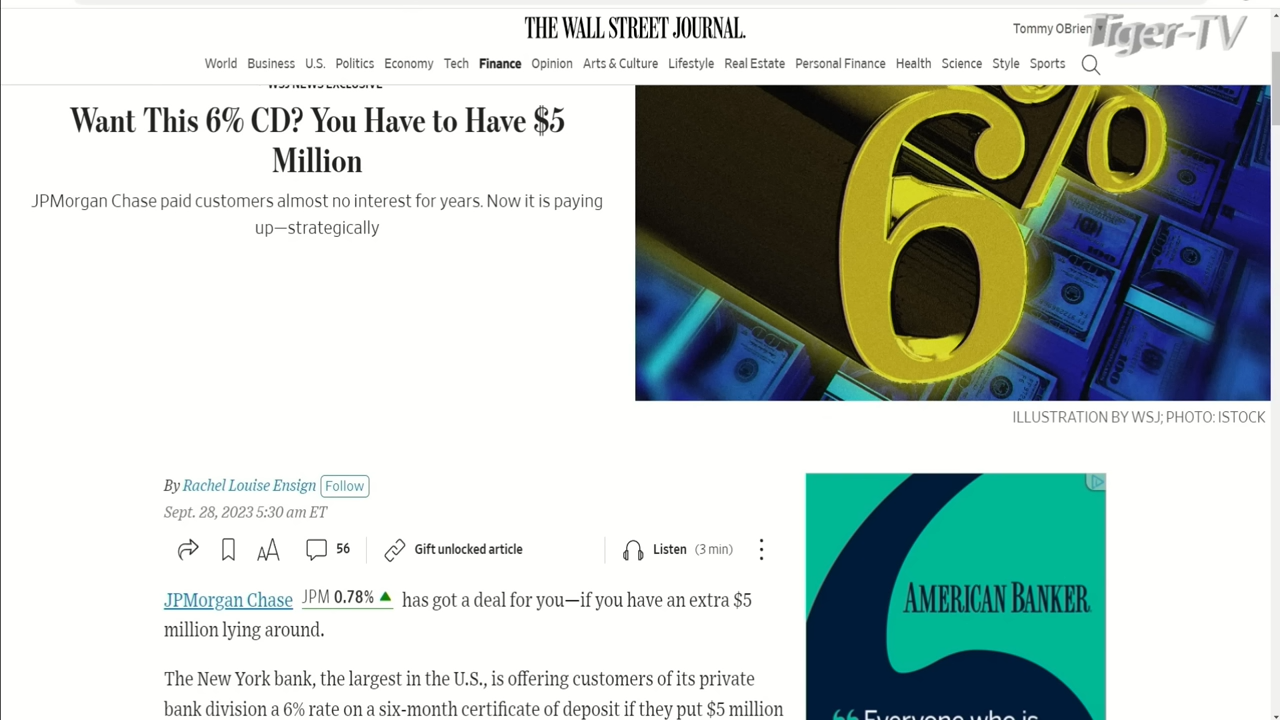 THE WALL STREET JOURNAL.
Tommy OBrien
Tiger-TV
World Business U.S. Politics Economy Tech Finance Opinion Arts & Culture Lifestyle Real Estate Personal Finance Health Science Style Sports
WSJ NEWS EXCLUSIVE
Want This 6% CD? You Have to Have $5
Million
JPMorgan Chase paid customers almost no interest for years. Now it is paying
up—strategically
6%
ILLUSTRATION BY WSJ; PHOTO: ISTOCK
By Rachel Louise Ensign Follow
Sept. 28, 2023 5:30 am ET
AA 56 Gift unlocked article Listen (3 min)
JPMorgan Chase JPM 0.78% has got a deal for you—if you have an extra $5
million lying around.
The New York bank, the largest in the U.S., is offering customers of its private
bank division a 6% rate on a six-month certificate of deposit if they put $5 million
AMERICAN BANKER.
“Everyone who is